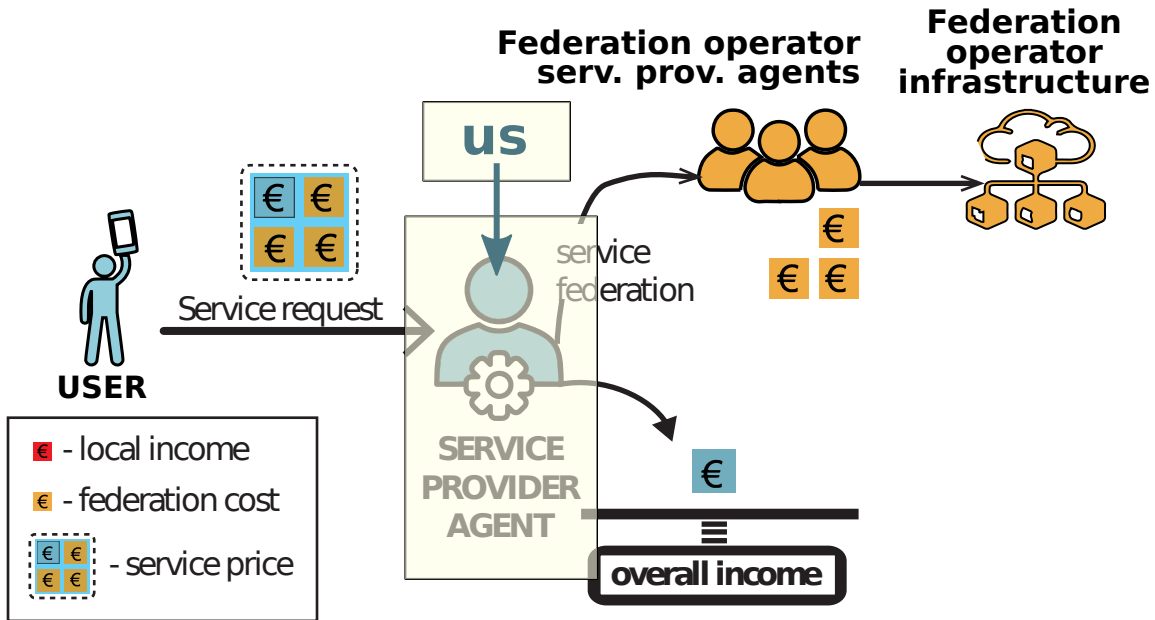 Federation operator
serv. prov. agents
Federation
operator
infrastructure
us
€ €
€ €
service
federation
€
€ €
Service request
USER
SERVICE
PROVIDER
AGENT
€
overall income
€ - local income
€ - federation cost
€ €
€ €
- service price